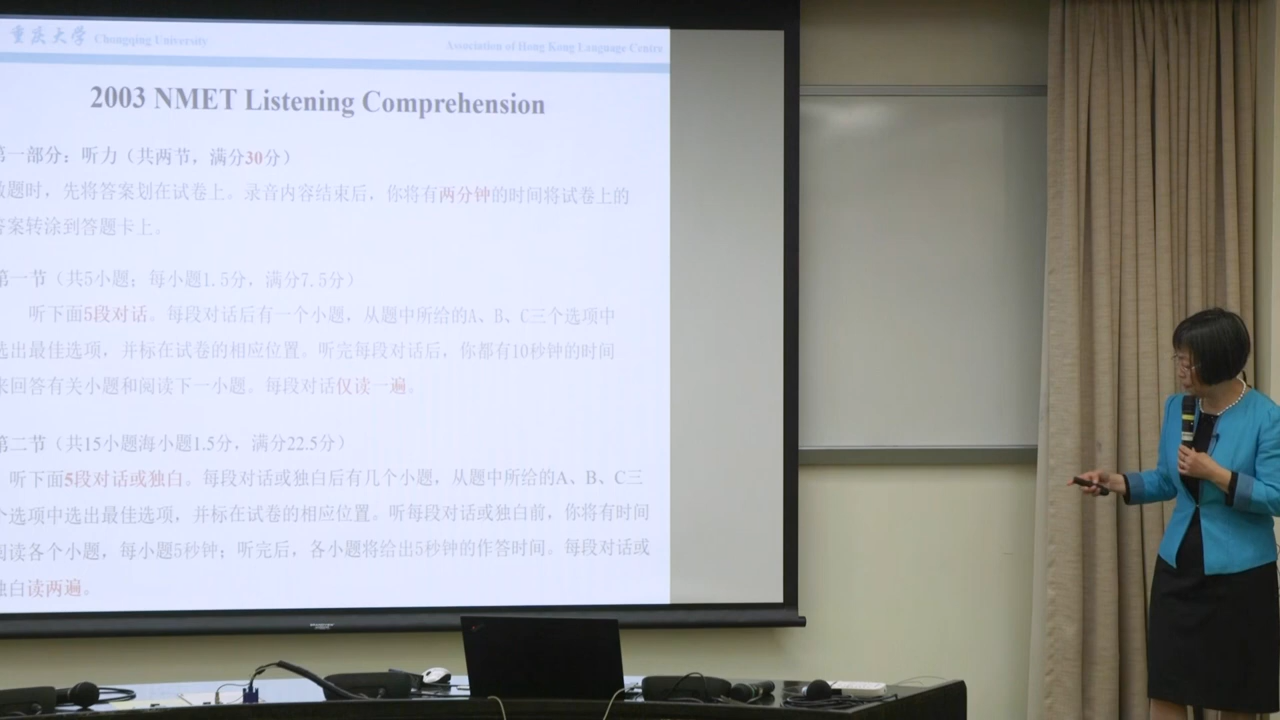 重庆大学 Chongqing University
Association of Hong Kong Language Centre
2003 NMET Listening Comprehension
第一部分：听力（共两节，满分30分）
做题时，先将答案划在试卷上。录音内容结束后，你将有两分钟的时间将试卷上的
答案转涂到答题卡上。
第一节（共5小题；每小题1.5分，满分7.5分）
听下面5段对话。每段对话后有一个小题，从题中所给的A、B、C三个选项中
选出最佳选项，并标在试卷的相应位置。听完每段对话后，你都有10秒钟的时间
来回答有关小题和阅读下一小题。每段对话仅读一遍。
第二节（共15小题海小题1.5分，满分22.5分）
听下面5段对话或独白。每段对话或独白后有几个小题，从题中所给的A、B、C三
个选项中选出最佳选项，并标在试卷的相应位置。听每段对话或独白前，你将有时间
阅读各个小题，每小题5秒钟；听完后，各小题将给出5秒钟的作答时间。每段对话或
独白读两遍。